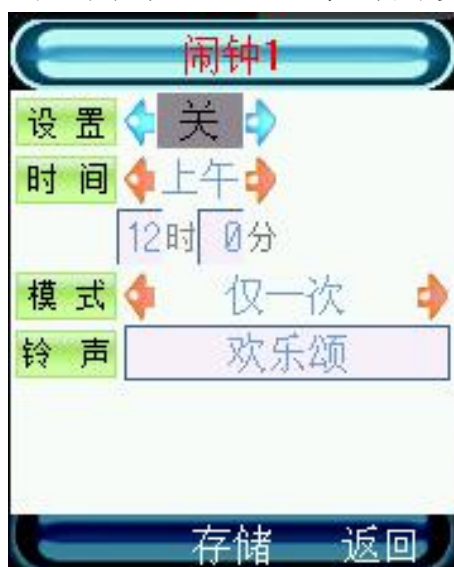 闹钟1
设置 关
时间 上午
12时 0分
模式 仅一次
铃声 欢乐颂
存储 返回